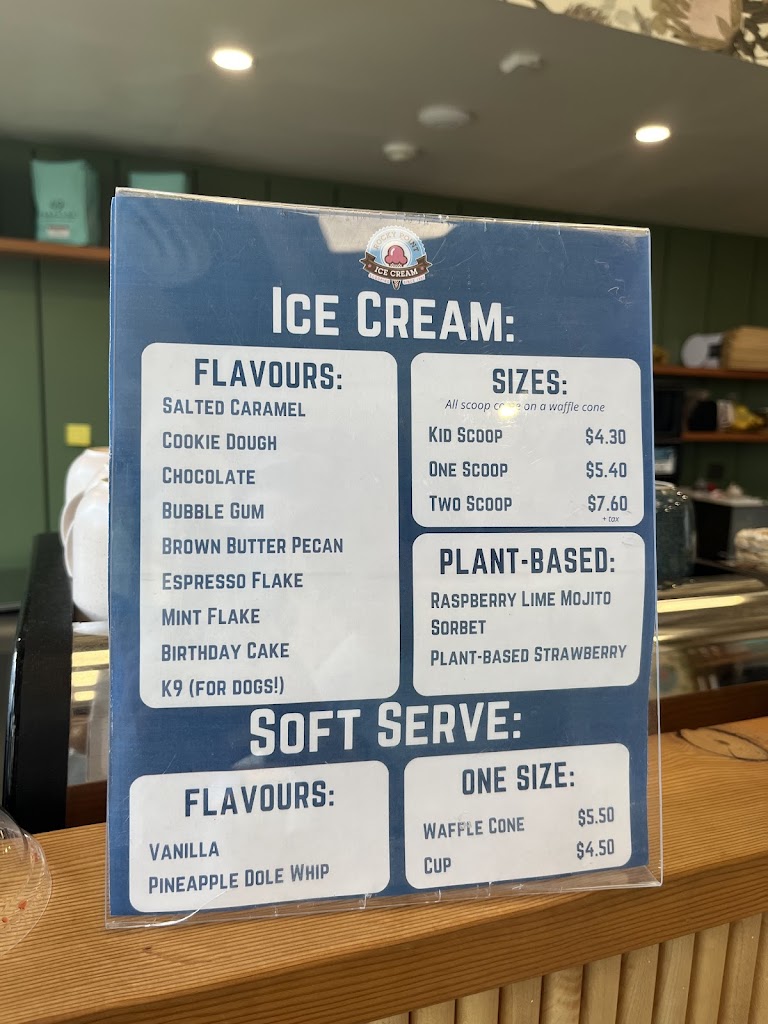 ROCKY POINT
ICE CREAM
ICE CREAM:
FLAVOURS:
SALTED CARAMEL
COOKIE DOUGH
CHOCOLATE
BUBBLE GUM
BROWN BUTTER PECAN
ESPRESSO FLAKE
MINT FLAKE
BIRTHDAY CAKE
K9 (FOR DOGS!)
SIZES:
All scoop come on a waffle cone
KID SCOOP $4.30
ONE SCOOP $5.40
TWO SCOOP $7.60
+ tax
PLANT-BASED:
RASPBERRY LIME MOJITO
SORBET
PLANT-BASED STRAWBERRY
SOFT SERVE:
FLAVOURS:
VANILLA
PINEAPPLE DOLE WHIP
ONE SIZE:
WAFFLE CONE $5.50
CUP $4.50